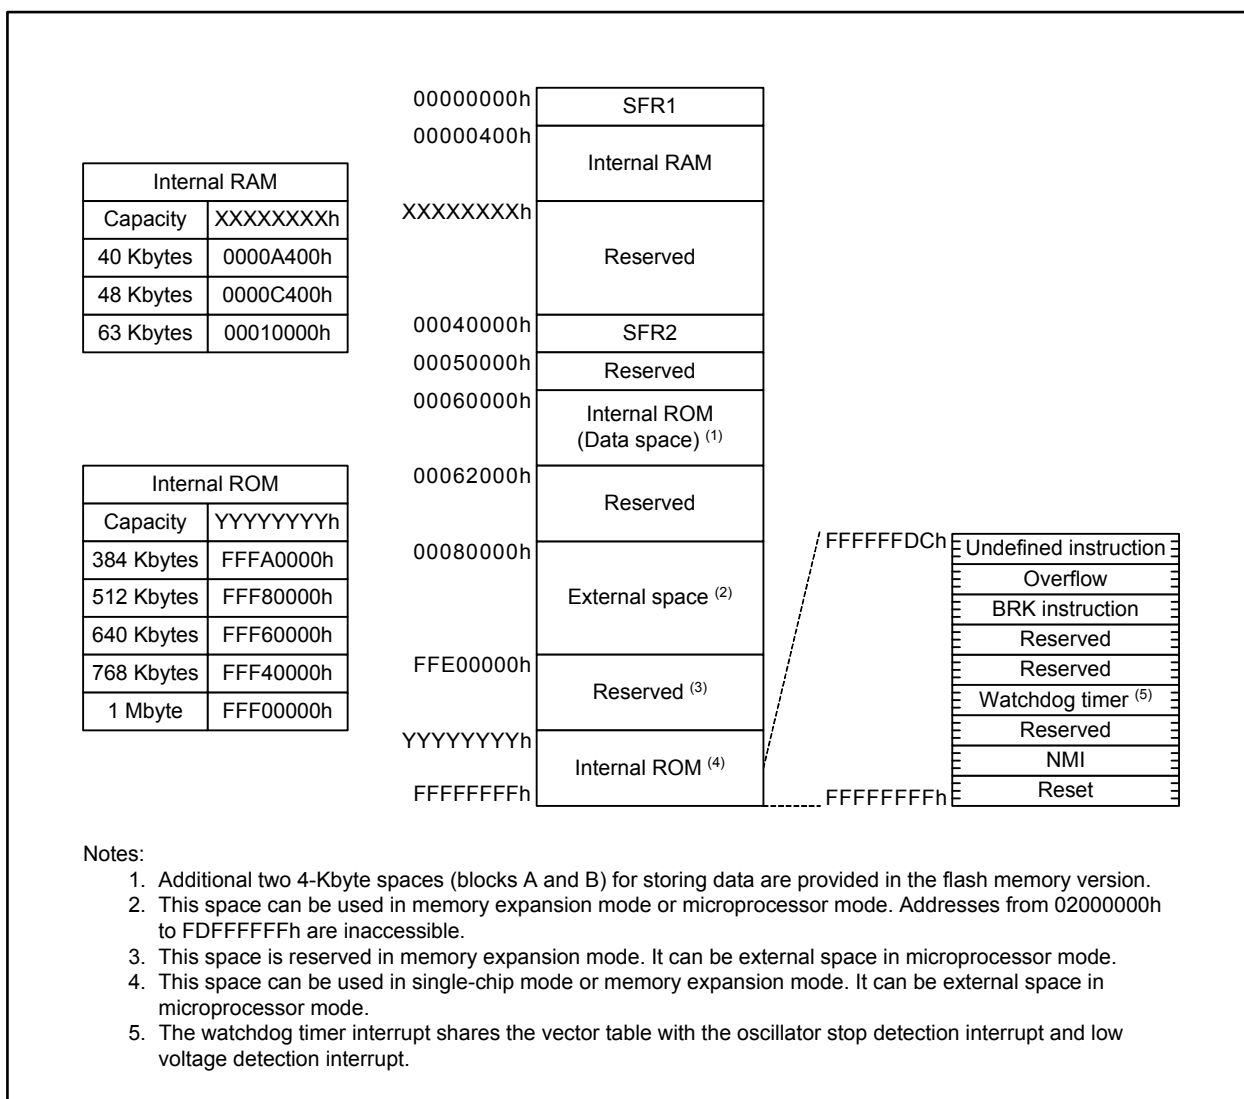 00000000h
SFR1
00000400h
Internal RAM
XXXXXXXXh
Reserved
00040000h
SFR2
00050000h
Reserved
00060000h
Internal ROM
(Data space) (1)
00062000h
Reserved
00080000h
External space (2)
FFE00000h
Reserved (3)
YYYYYYYYh
Internal ROM (4)
FFFFFFFFh
Internal RAM
Capacity XXXXXXXXh
40 Kbytes 0000A400h
48 Kbytes 0000C400h
63 Kbytes 00010000h
Internal ROM
Capacity YYYYYYYYh
384 Kbytes FFFA0000h
512 Kbytes FFF80000h
640 Kbytes FFF60000h
768 Kbytes FFF40000h
1 Mbyte FFF00000h
FFFFFFDCh
Undefined instruction
Overflow
BRK instruction
Reserved
Reserved
Watchdog timer (5)
Reserved
NMI
Reset
FFFFFFFFh
Notes:
1. Additional two 4-Kbyte spaces (blocks A and B) for storing data are provided in the flash memory version.
2. This space can be used in memory expansion mode or microprocessor mode. Addresses from 02000000h
to FDFFFFFFh are inaccessible.
3. This space is reserved in memory expansion mode. It can be external space in microprocessor mode.
4. This space can be used in single-chip mode or memory expansion mode. It can be external space in
microprocessor mode.
5. The watchdog timer interrupt shares the vector table with the oscillator stop detection interrupt and low
voltage detection interrupt.